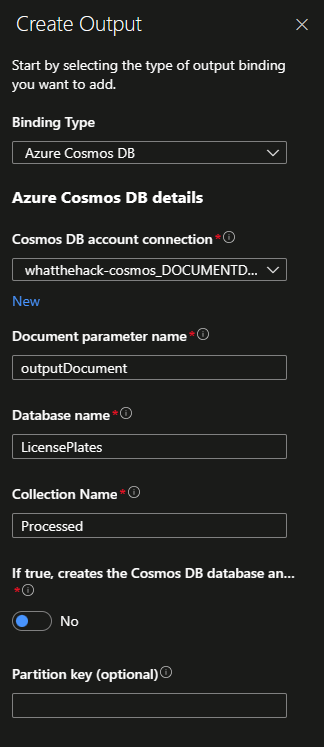 Create Output
Start by selecting the type of output binding
you want to add.
Binding Type
Azure Cosmos DB
Azure Cosmos DB details
Cosmos DB account connection*
whatthehack-cosmos_DOCUMENTD...
New
Document parameter name*
outputDocument
Database name*
LicensePlates
Collection Name*
Processed
If true, creates the Cosmos DB database an...
*
No
Partition key (optional)